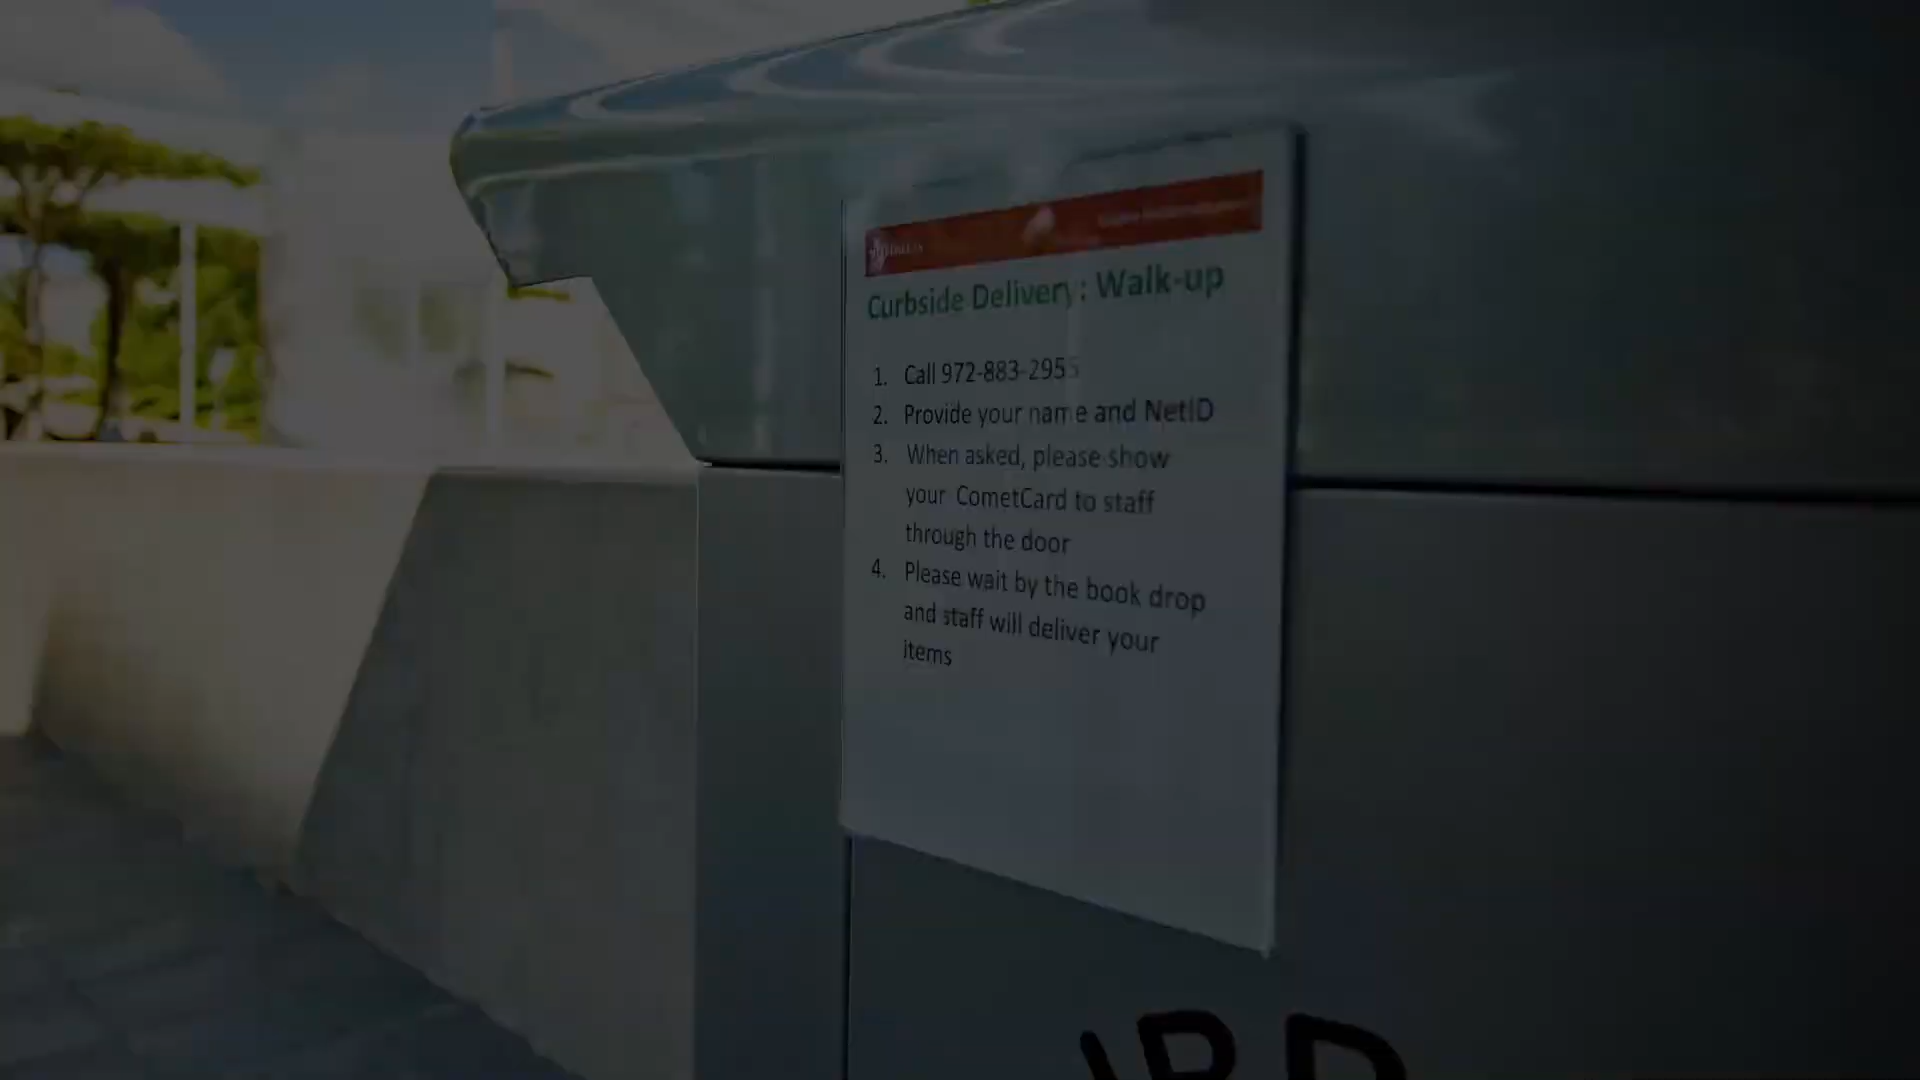 DALLAS
Curbside Delivery: Walk-up
1. Call 972-883-2955
2. Provide your name and NetID
3. When asked, please show
your CometCard to staff
through the door
4. Please wait by the book drop
and staff will deliver your
items